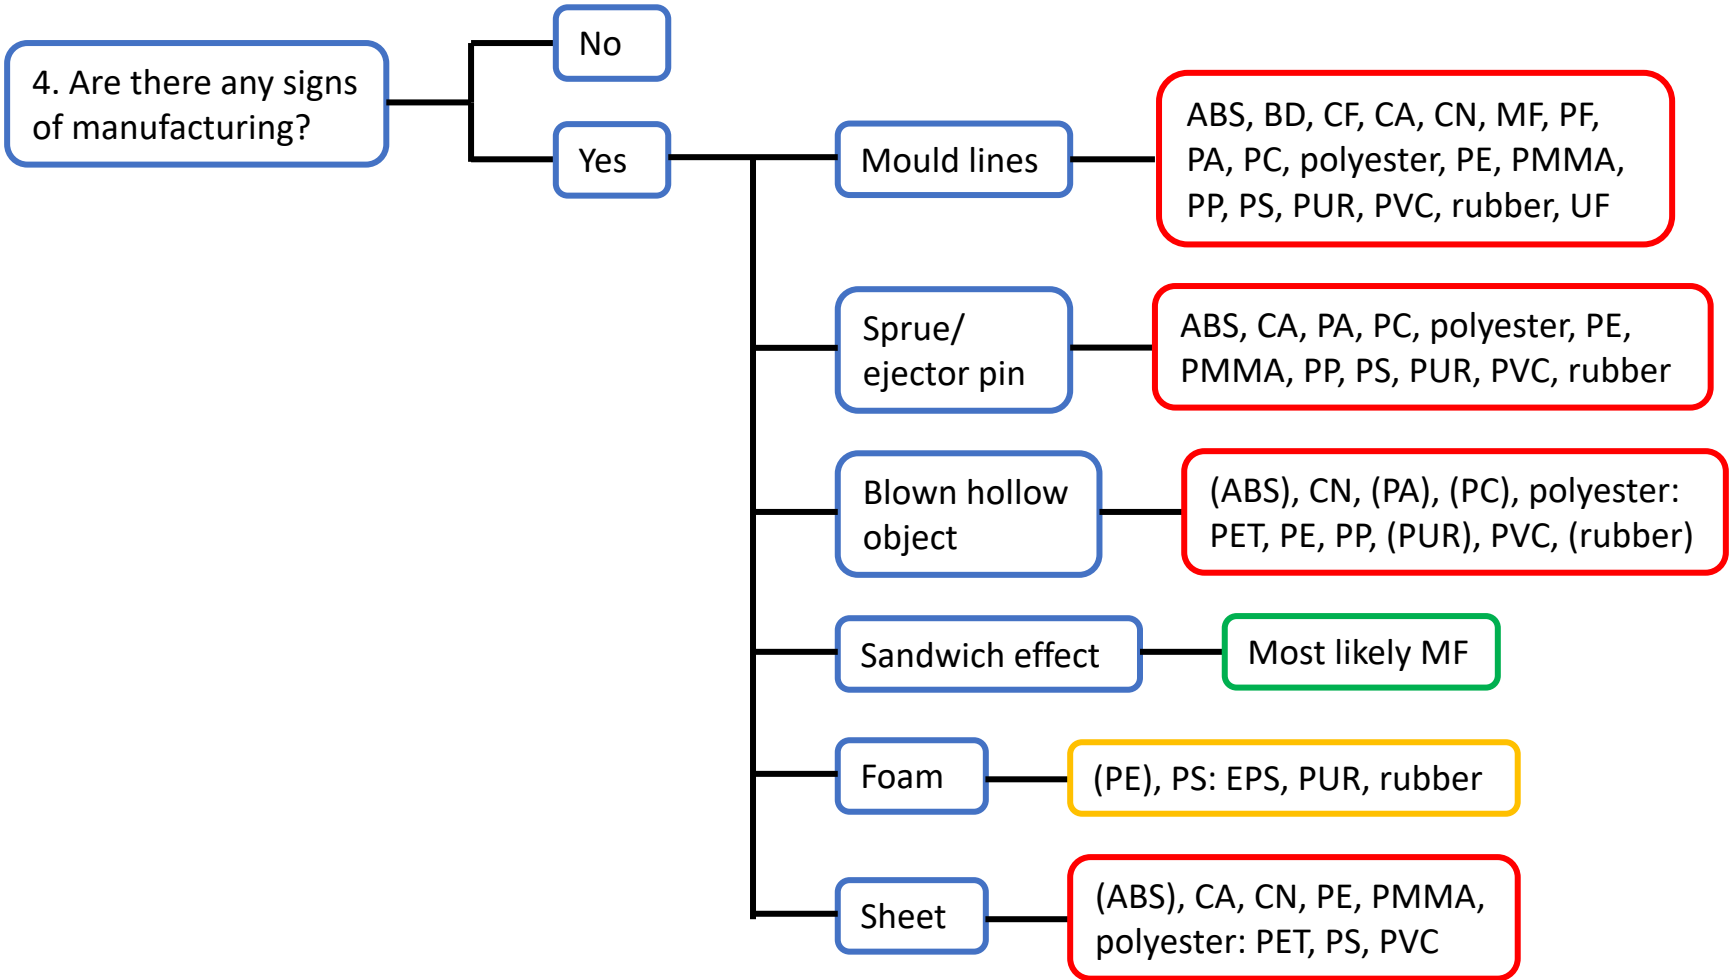 4. Are there any signs
of manufacturing?
No
Yes
Mould lines
ABS, BD, CF, CA, CN, MF, PF,
PA, PC, polyester, PE, PMMA,
PP, PS, PUR, PVC, rubber, UF
Sprue/
ejector pin
ABS, CA, PA, PC, polyester, PE,
PMMA, PP, PS, PUR, PVC, rubber
Blown hollow
object
(ABS), CN, (PA), (PC), polyester:
PET, PE, PP, (PUR), PVC, (rubber)
Sandwich effect
Most likely MF
Foam
(PE), PS: EPS, PUR, rubber
Sheet
(ABS), CA, CN, PE, PMMA,
polyester: PET, PS, PVC